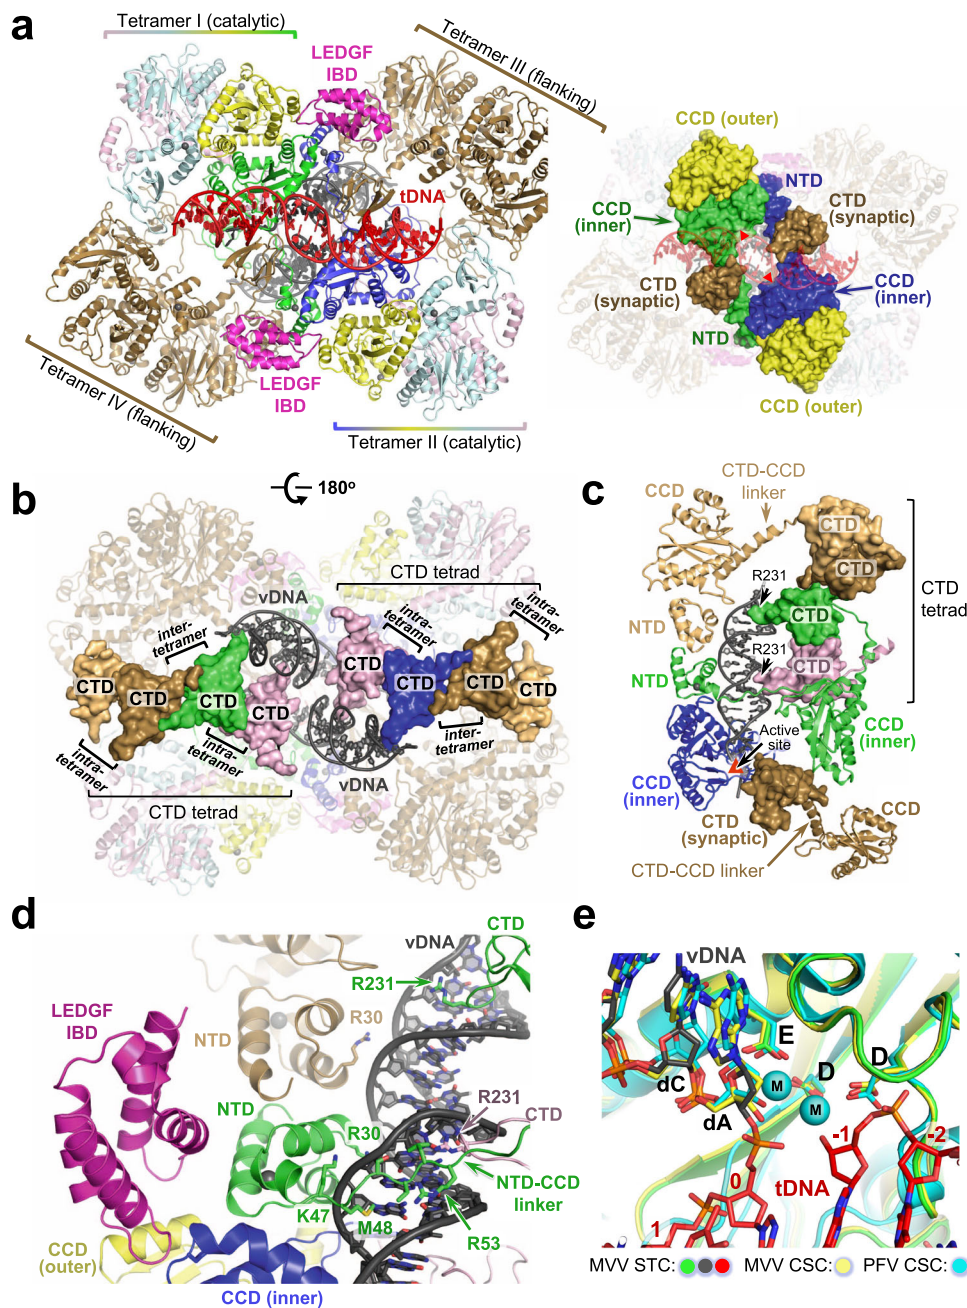 a
Tetramer I (catalytic)
LEDGF
IBD
Tetramer III (flanking)
tDNA
LEDGF
IBD
Tetramer IV (flanking)
Tetramer II (catalytic)
CCD (outer)
NTD
CCD
(inner)
CTD
(synaptic)
CTD
(synaptic)
CCD
(inner)
NTD
CCD (outer)
b
180º
CTD tetrad
vDNA
intra-
tetramer
intra-
tetramer
inter-
tetramer
CTD
CTD
CTD
CTD
CTD
CTD
CTD
CTD
intra-
tetramer
intra-
tetramer
inter-
tetramer
vDNA
CTD tetrad
c
CTD-CCD
linker
CCD
CTD
CTD
R231
CTD
CTD
tetrad
NTD
R231
CTD
NTD
CCD
(inner)
Active
site
CCD
(inner)
CTD
(synaptic)
CCD
CTD-CCD linker
d
CTD
vDNA
R231
LEDGF
IBD
R30
NTD
R231
CTD
NTD
R30
NTD-CCD
linker
K47
M48
R53
CCD
(outer)
CCD (inner)
e
vDNA
E
D
D
M
M
dC
dA
-1
-2
0
tDNA
1
MVV STC:
MVV CSC:
PFV CSC: